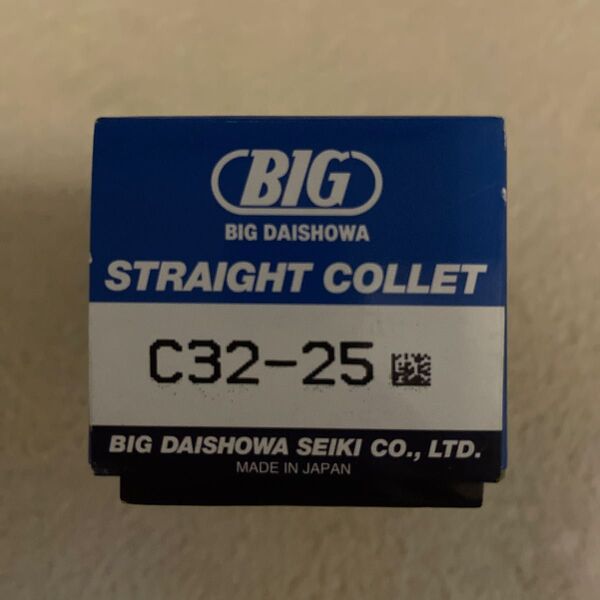 BIG
BIG DAISHOWA
STRAIGHT COLLET
C32-25
BIG DAISHOWA SEIKI CO., LTD.
MADE IN JAPAN